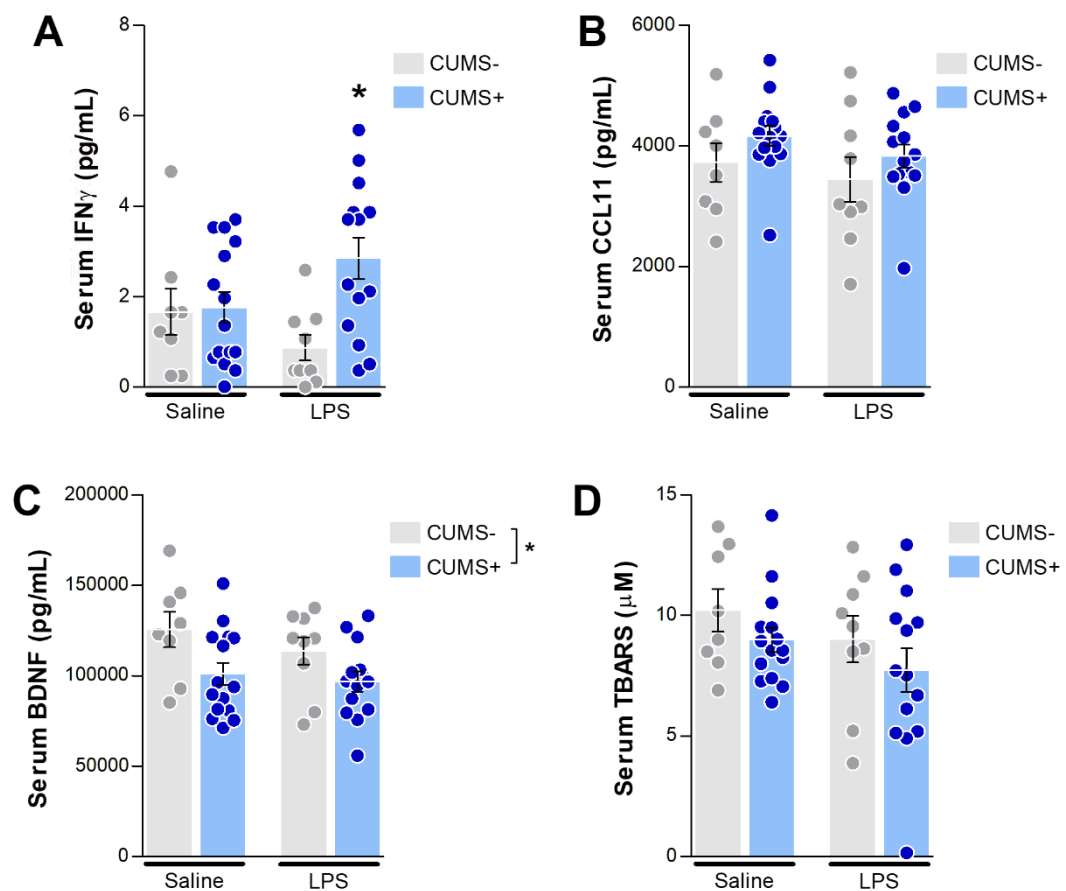 A
Serum IFNγ (pg/mL)
8
6
4
2
0
CUMS-
CUMS+
*
Saline
LPS
B
Serum CCL11 (pg/mL)
6000
4000
2000
0
CUMS-
CUMS+
Saline
LPS
C
Serum BDNF (pg/mL)
200000
150000
100000
50000
0
CUMS-
CUMS+
*
Saline
LPS
D
Serum TBARS (μM)
15
10
5
0
CUMS-
CUMS+
Saline
LPS